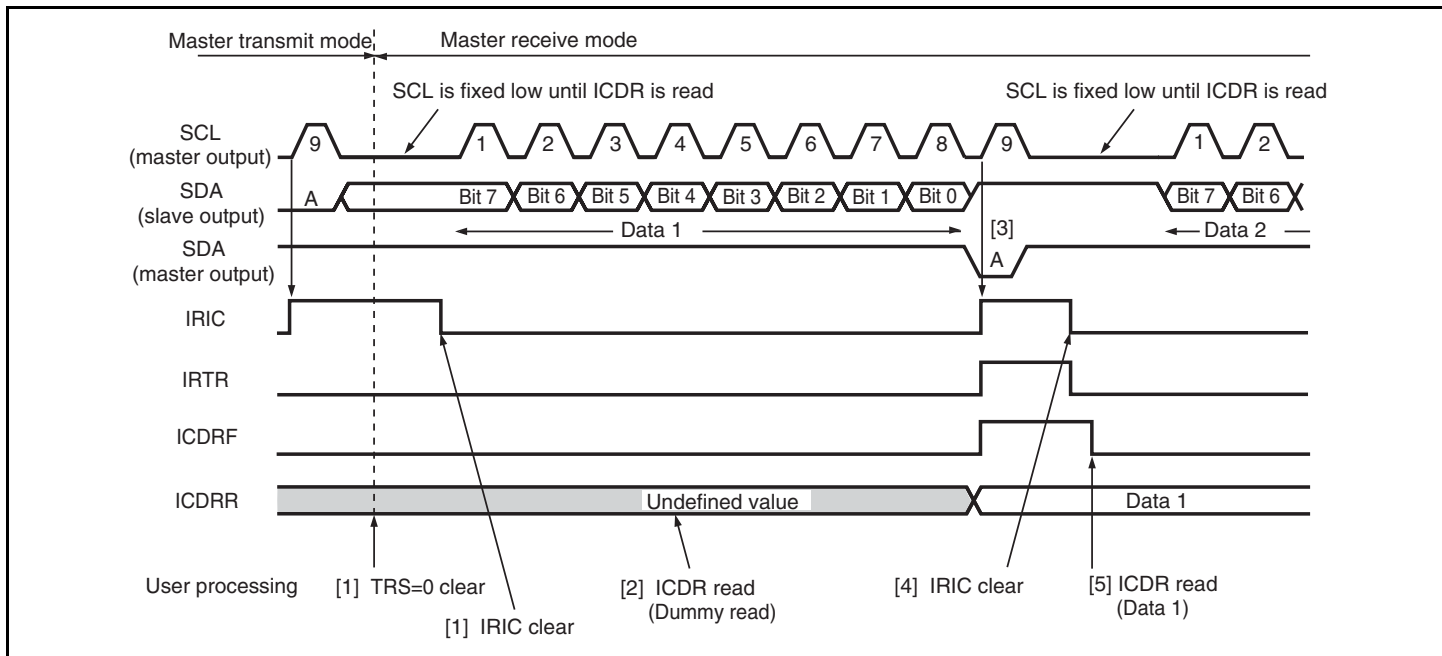 Master transmit mode Master receive mode
SCL is fixed low until ICDR is read SCL is fixed low until ICDR is read
SCL
(master output)
9 1 2 3 4 5 6 7 8 9 1 2
SDA
(slave output)
A Bit 7 Bit 6 Bit 5 Bit 4 Bit 3 Bit 2 Bit 1 Bit 0 Bit 7 Bit 6
Data 1 [3] Data 2
SDA
(master output)
A
IRIC
IRTR
ICDRF
ICDRR Undefined value Data 1
User processing [1] TRS=0 clear [2] ICDR read
(Dummy read)
[4] IRIC clear [5] ICDR read
(Data 1)
[1] IRIC clear